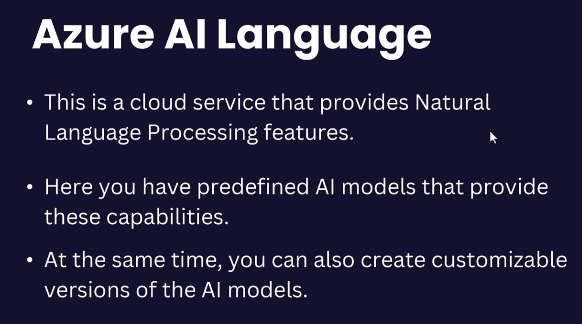 Azure AI Language
• This is a cloud service that provides Natural
Language Processing features.
• Here you have predefined AI models that provide
these capabilities.
• At the same time, you can also create customizable
versions of the AI models.